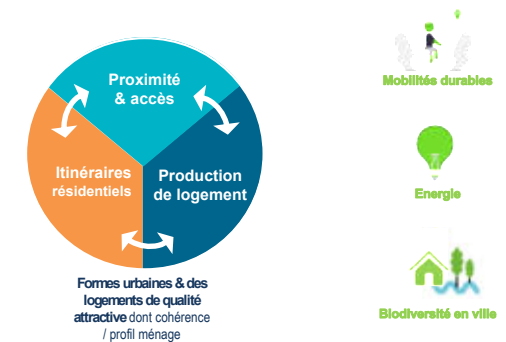 Proximité
& accès
Itinéraires
résidentiels
Production
de logement
Formes urbaines & des
logements de qualité
attractive dont cohérence
/ profil ménage
Mobilités durables
Energie
Biodiversité en ville